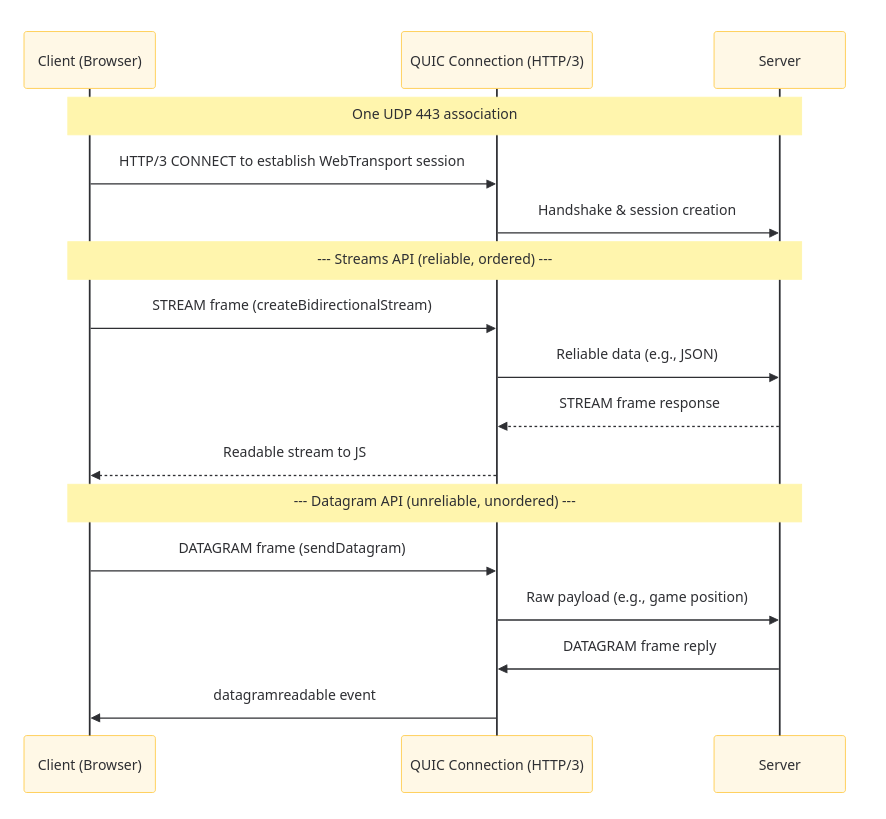 Client (Browser)
QUIC Connection (HTTP/3)
Server
One UDP 443 association
HTTP/3 CONNECT to establish WebTransport session
Handshake & session creation
--- Streams API (reliable, ordered) ---
STREAM frame (createBidirectionalStream)
Reliable data (e.g., JSON)
STREAM frame response
Readable stream to JS
--- Datagram API (unreliable, unordered) ---
DATAGRAM frame (sendDatagram)
Raw payload (e.g., game position)
DATAGRAM frame reply
datagramreadable event
Client (Browser)
QUIC Connection (HTTP/3)
Server